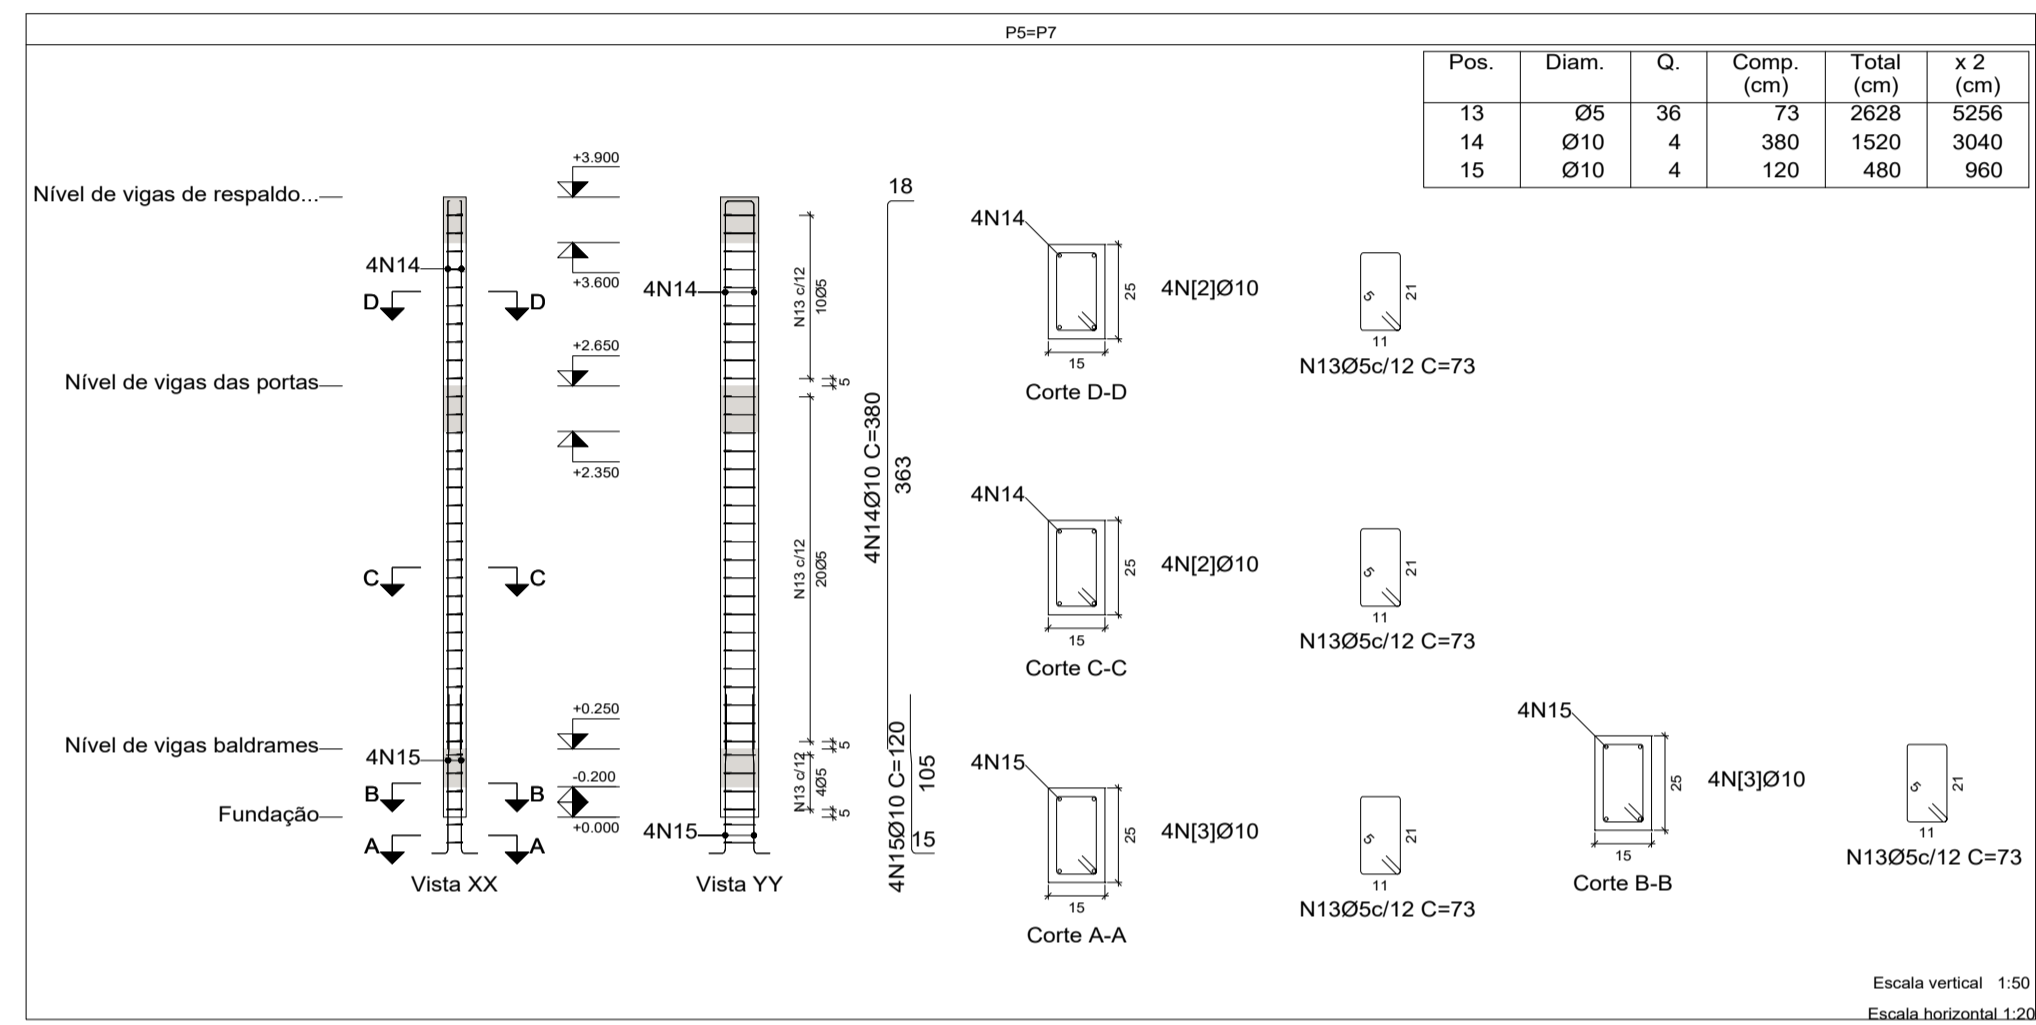 P5=P7
Pos. Diam. Q. Comp. (cm) Total (cm) x 2 (cm)
13 Ø5 36 73 2628 5256
14 Ø10 4 380 1520 3040
15 Ø10 4 120 480 960
Nível de vigas de respaldo...
Nível de vigas das portas
Nível de vigas baldrames
Fundação
4N14
D D
C C
4N15
B B
A A
Vista XX
+3.900
+3.600
+2.650
+2.350
+0.250
-0.200
+0.000
4N14
4N15
Vista YY
N13 c/12
10Ø5
5
N13 c/12
20Ø5
5
N13 c/12
4Ø5
5
18
4N14Ø10 C=380
363
4N15Ø10 C=120
105
15
4N14
25
15
4N[2]Ø10
Corte D-D
5
21
11
N13Ø5c/12 C=73
4N14
25
15
4N[2]Ø10
Corte C-C
5
21
11
N13Ø5c/12 C=73
4N15
25
15
4N[3]Ø10
Corte A-A
5
21
11
N13Ø5c/12 C=73
4N15
25
15
4N[3]Ø10
Corte B-B
5
21
11
N13Ø5c/12 C=73
Escala vertical 1:50
Escala horizontal 1:20